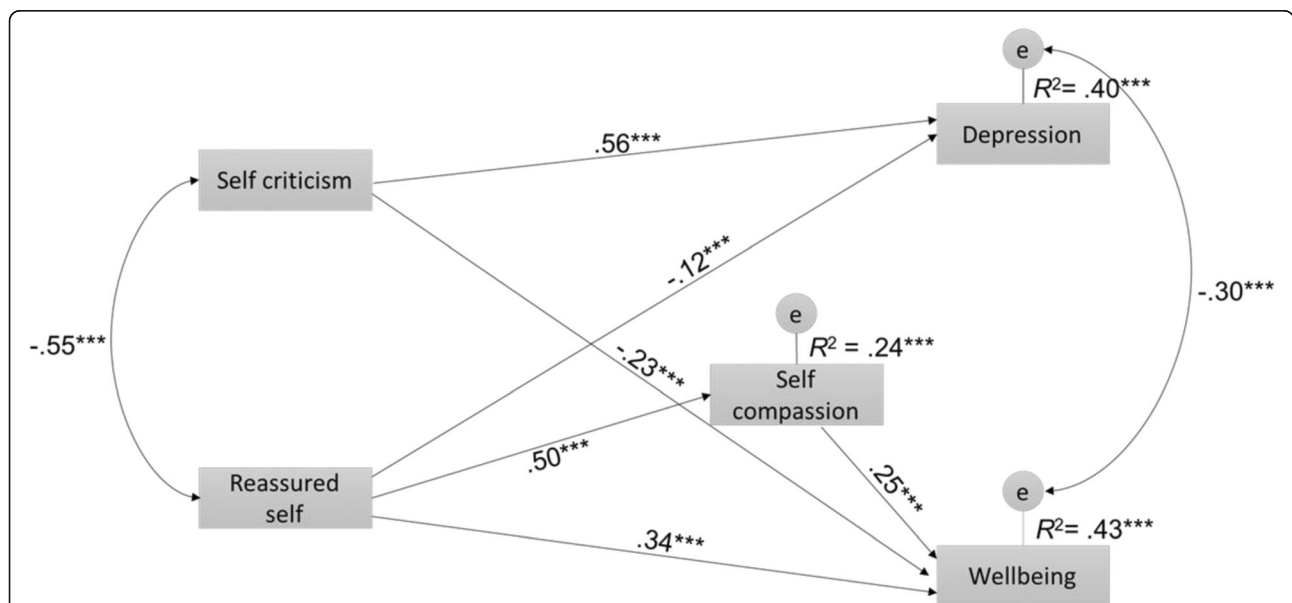 e
R²= .40***
Depression
.56***
Self criticism
-.12***
-.30***
e
-.55***
R² = .24***
-.23***
Self
compassion
.50***
.25***
Reassured
self
e
.34***
R²= .43***
Wellbeing